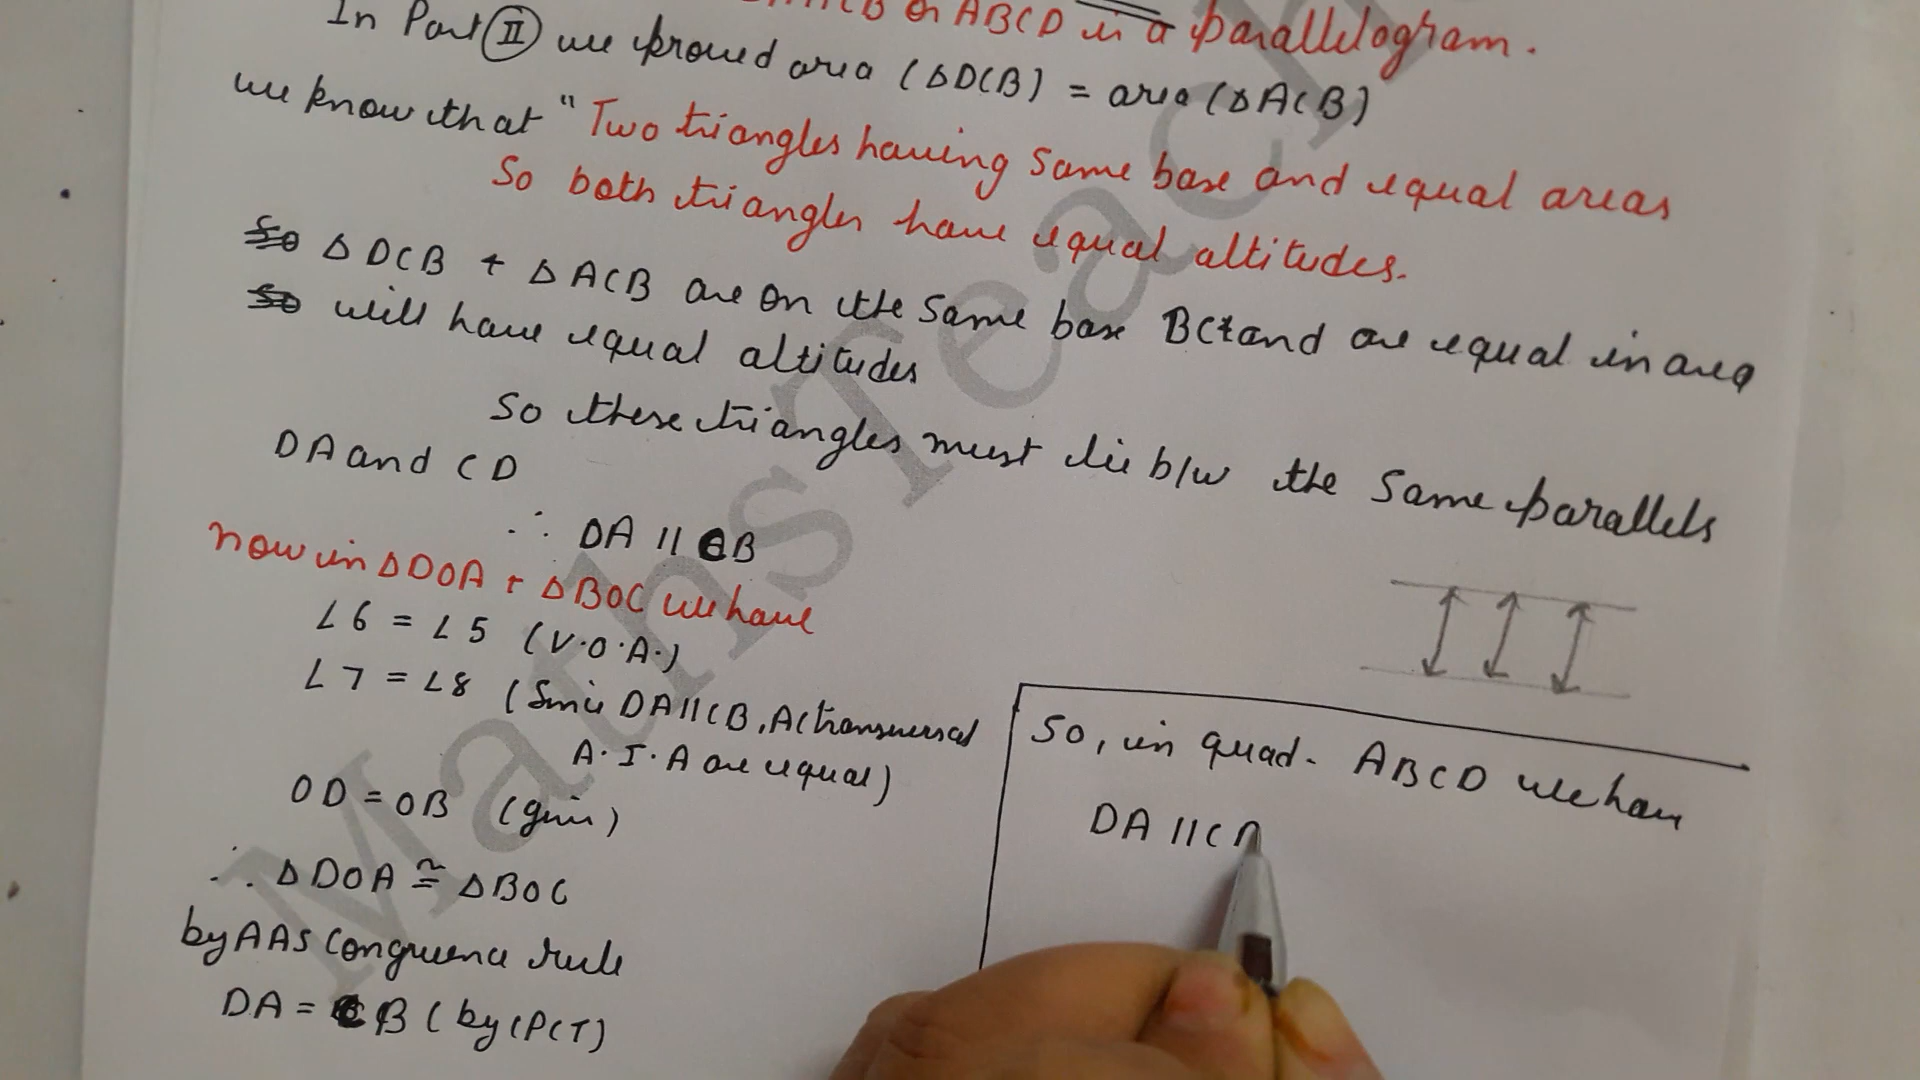 CB or ABCD is a parallelogram.
In Part II we proved area (ΔDCB) = area (ΔACB)
we know that "Two triangles having Same base and equal areas
So both triangles have equal altitudes.
So Δ DCB + Δ ACB are on the Same base BC and are equal in area
So will have equal altitudes
So these triangles must lie b/w the Same parallels
DA and CD
∴ DA || CB
now in ΔDOA + ΔBOC we have
∠6 = ∠5 (V.O.A.)
∠7 = ∠8 (Since DA||CB, AC transversal
A.I.A are equal)
OD = OB (given)
∴ ΔDOA ≅ ΔBOC
by AAS Congruence rule
DA = CB (by CPCT)
So, in quad. ABCD we have
DA || C
MathsTeach